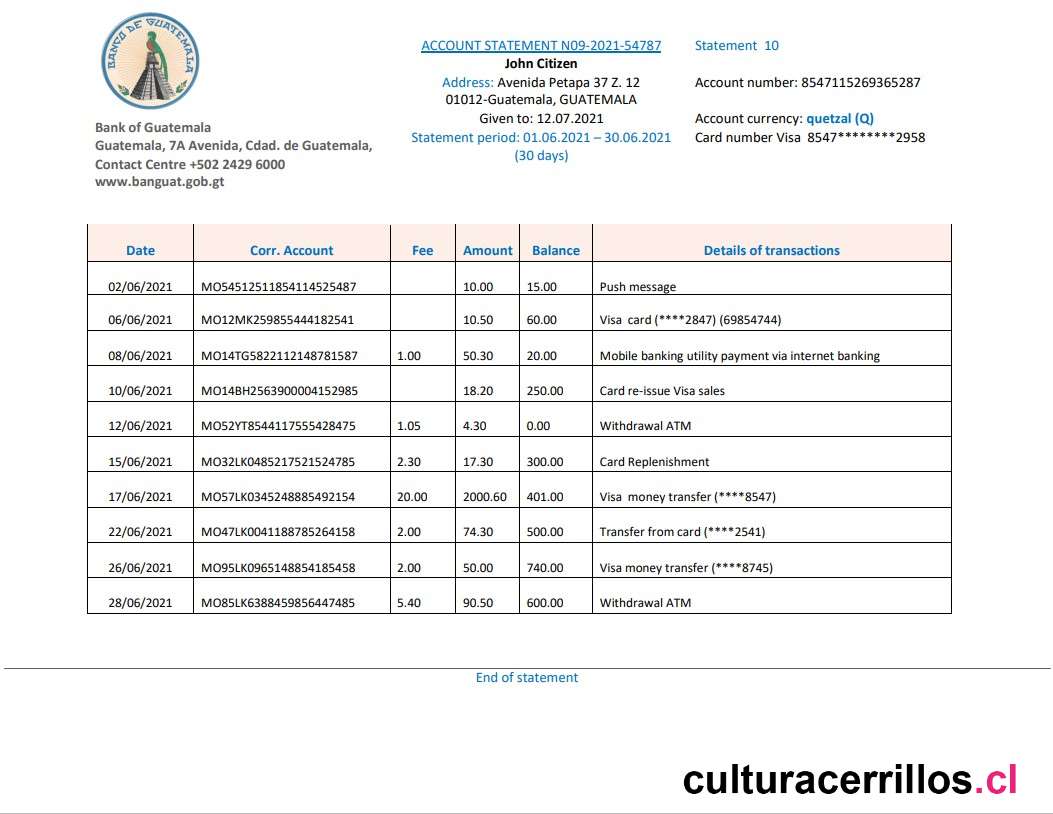 BANCO DE GUATEMALA
ACCOUNT STATEMENT N09-2021-54787
John Citizen
Address: Avenida Petapa 37 Z. 12
01012-Guatemala, GUATEMALA
Given to: 12.07.2021
Statement period: 01.06.2021 – 30.06.2021
(30 days)
Statement 10
Account number: 8547115269365287
Account currency: quetzal (Q)
Card number Visa 8547********2958
Bank of Guatemala
Guatemala, 7A Avenida, Cdad. de Guatemala,
Contact Centre +502 2429 6000
www.banguat.gob.gt
Date Corr. Account Fee Amount Balance Details of transactions
02/06/2021 MO54512511854114525487 10.00 15.00 Push message
06/06/2021 MO12MK259855444182541 10.50 60.00 Visa card (****2847) (69854744)
08/06/2021 MO14TG5822112148781587 1.00 50.30 20.00 Mobile banking utility payment via internet banking
10/06/2021 MO14BH2563900004152985 18.20 250.00 Card re-issue Visa sales
12/06/2021 MO52YT8544117555428475 1.05 4.30 0.00 Withdrawal ATM
15/06/2021 MO32LK0485217521524785 2.30 17.30 300.00 Card Replenishment
17/06/2021 MO57LK0345248885492154 20.00 2000.60 401.00 Visa money transfer (****8547)
22/06/2021 MO47LK0041188785264158 2.00 74.30 500.00 Transfer from card (****2541)
26/06/2021 MO95LK0965148854185458 2.00 50.00 740.00 Visa money transfer (****8745)
28/06/2021 MO85LK6388459856447485 5.40 90.50 600.00 Withdrawal ATM
End of statement
culturacerrillos.cl